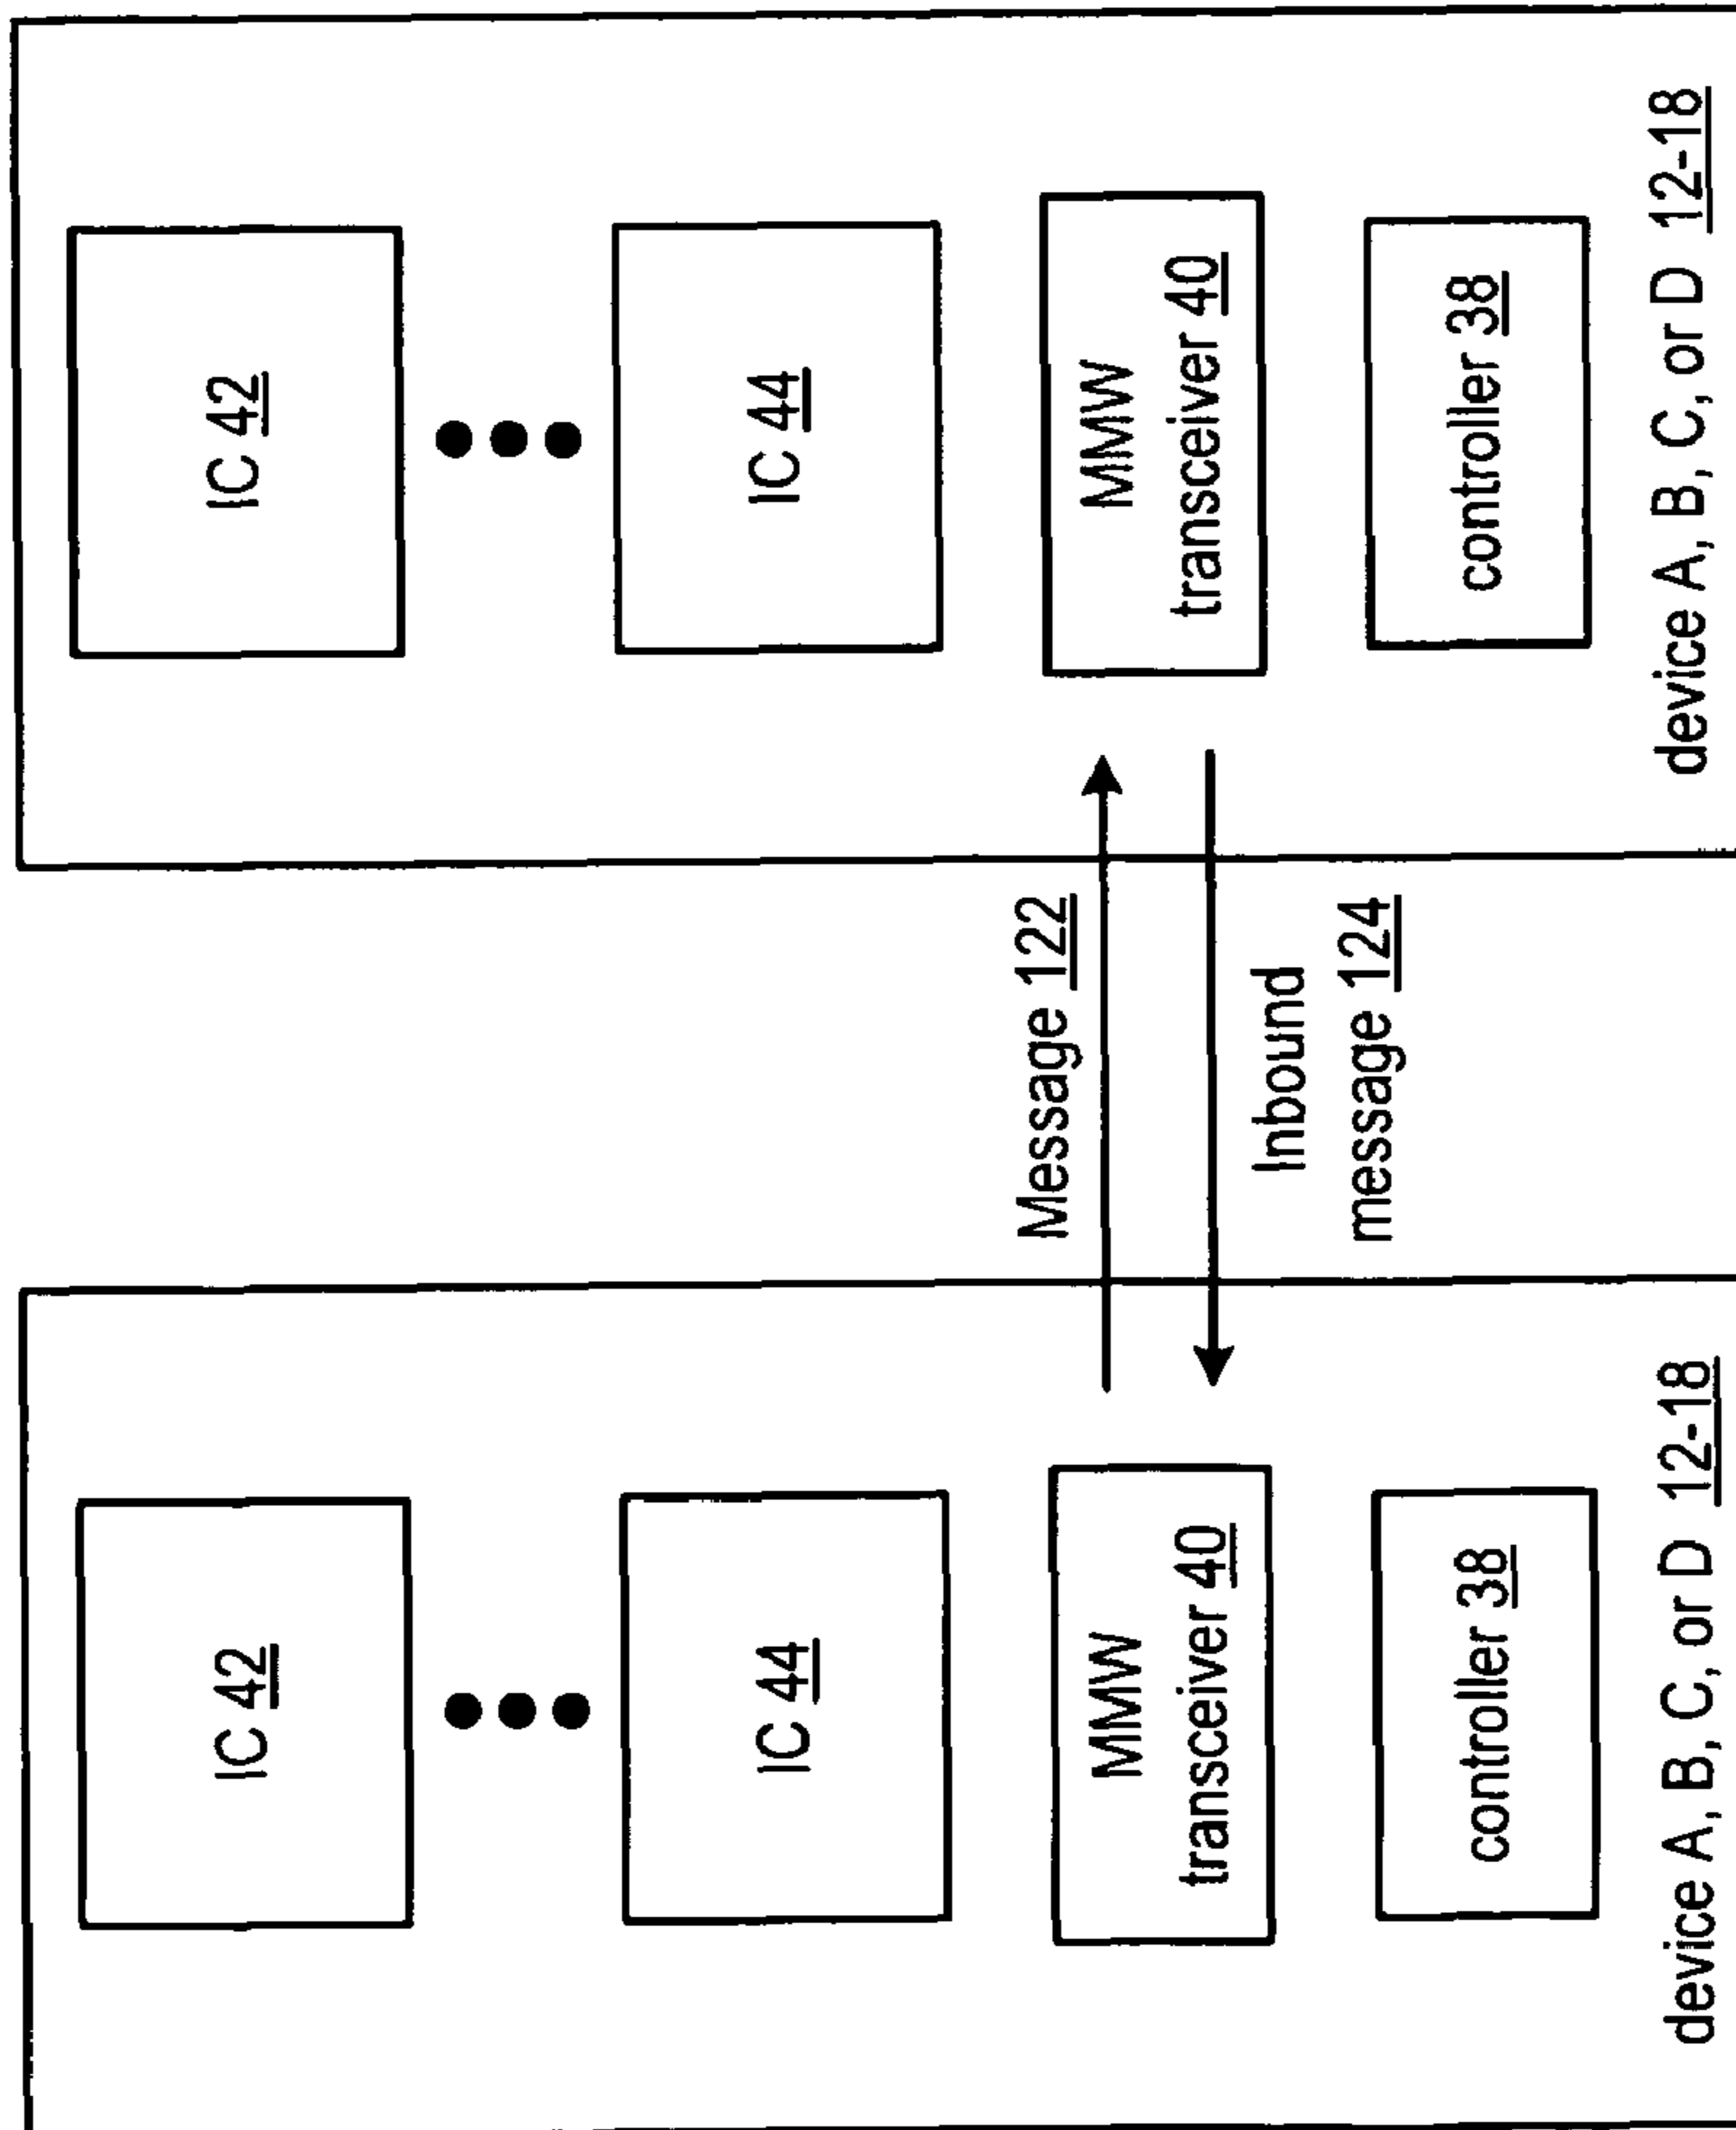 IC 42
IC 44
MMW
transceiver 40
controller 38
device A, B, C, or D 12-18
Message 122
Inbound
message 124
IC 42
IC 44
MMW
transceiver 40
controller 38
device A, B, C, or D 12-18